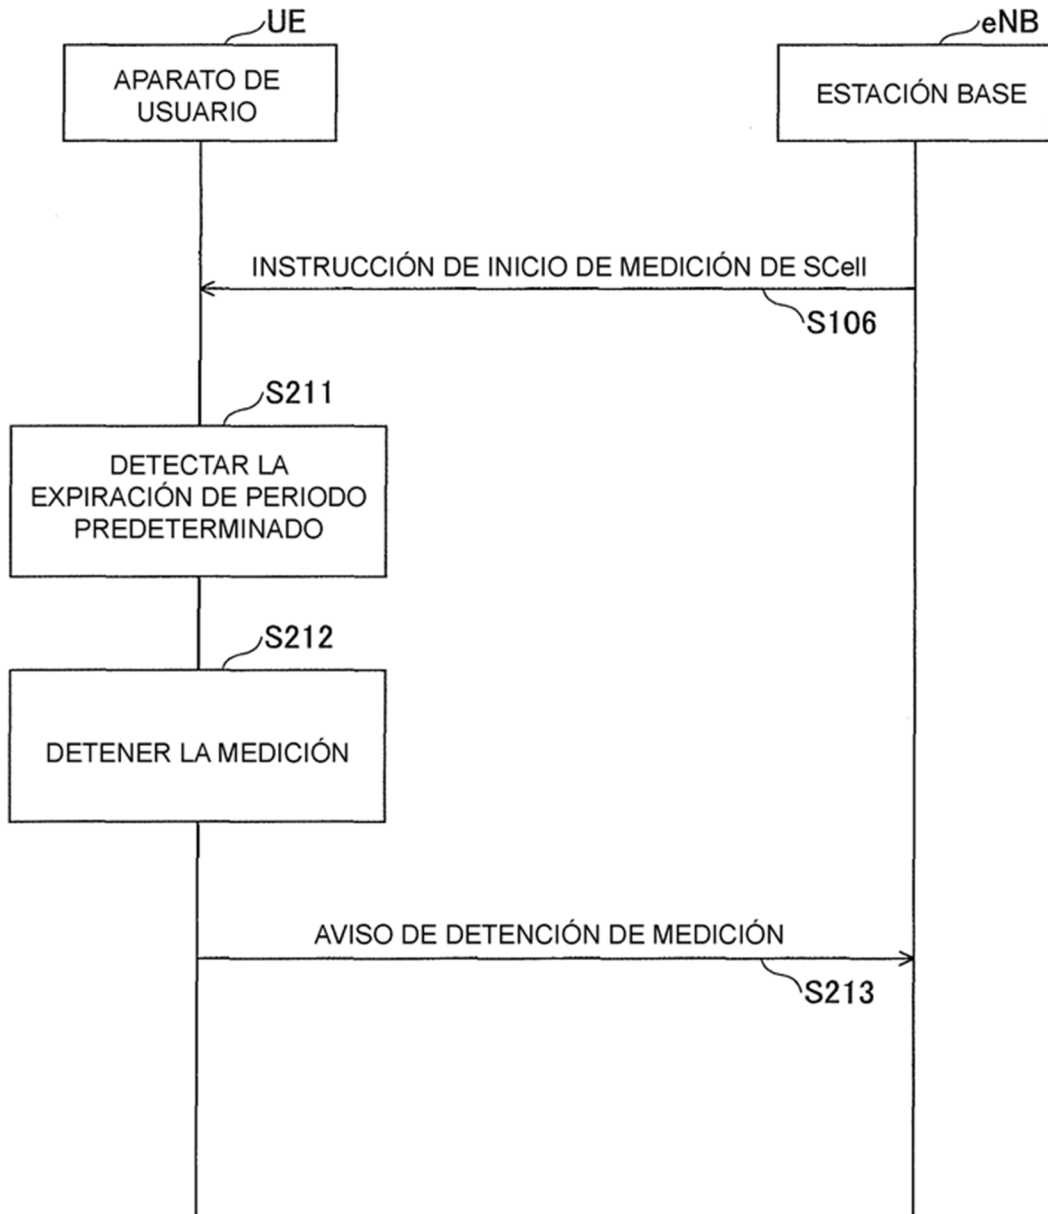 UE
eNB
APARATO DE
USUARIO
ESTACIÓN BASE
INSTRUCCIÓN DE INICIO DE MEDICIÓN DE SCell
S106
S211
DETECTAR LA
EXPIRACIÓN DE PERIODO
PREDETERMINADO
S212
DETENER LA MEDICIÓN
AVISO DE DETENCIÓN DE MEDICIÓN
S213